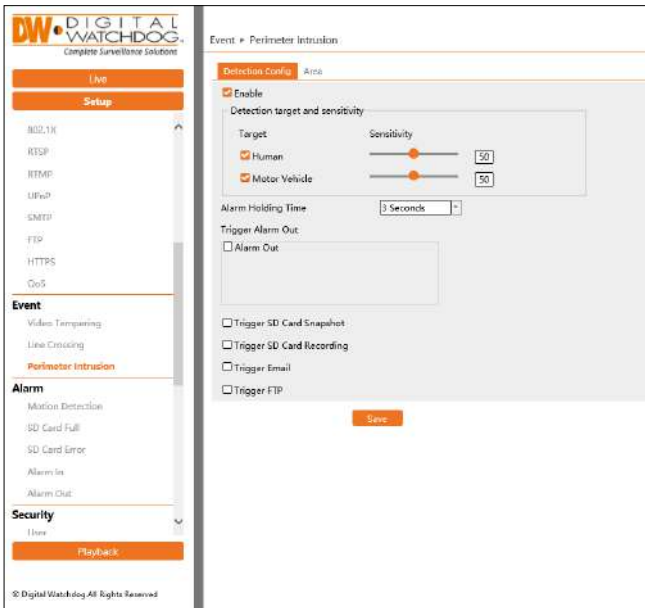 DW DIGITAL
WATCHDOG
Complete Surveillance Solutions
Live
Setup
802.1X
RTSP
RTMP
UPnP
SMTP
FTP
HTTPS
QoS
Event
Video Tampering
Line Crossing
Perimeter Intrusion
Alarm
Motion Detection
SD Card Full
SD Card Error
Alarm In
Alarm Out
Security
User
Playback
© Digital Watchdog All Rights Reserved
Event ▸ Perimeter Intrusion
Detection Config Area
Enable
Detection target and sensitivity
Target Sensitivity
Human 50
Motor Vehicle 50
Alarm Holding Time 3 Seconds
Trigger Alarm Out
Alarm Out
Trigger SD Card Snapshot
Trigger SD Card Recording
Trigger Email
Trigger FTP
Save